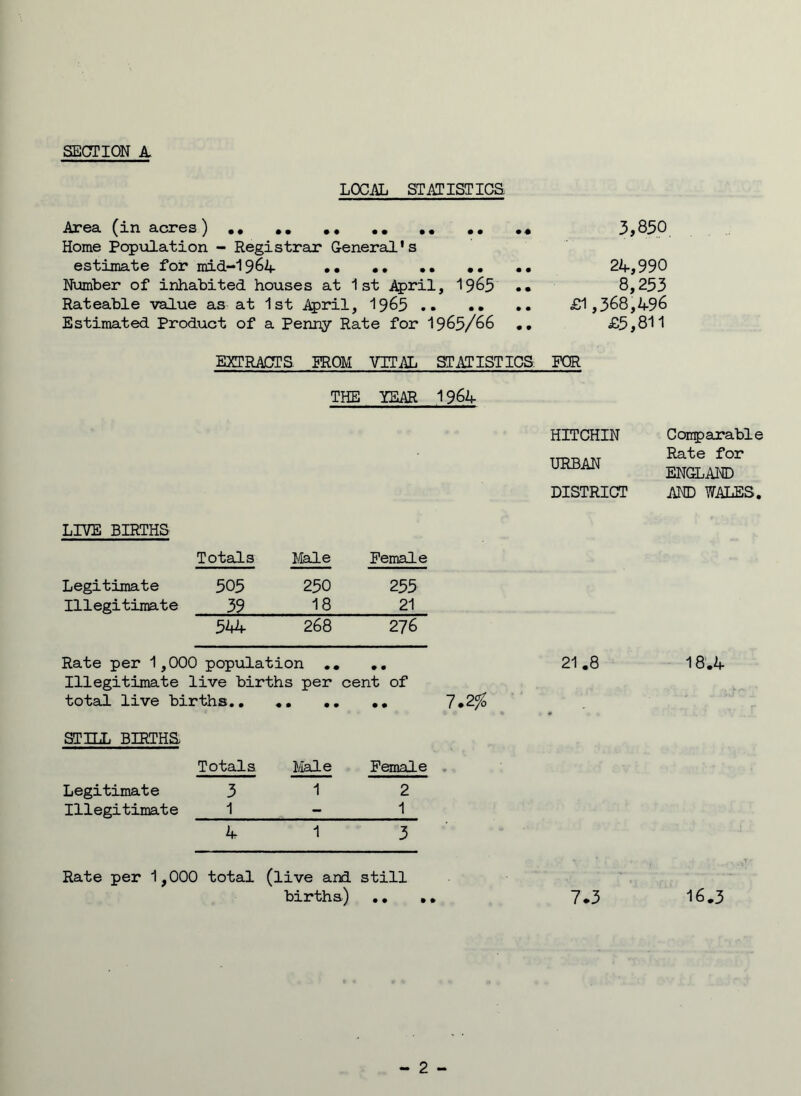 SECTION A
LOCAL STATISTICS
Area (in acres) .. .. .. .. .. .. .. 3,850
Home Population - Registrar General's
estimate for mid-1964 .. .. .. .. .. 24,990
Number of inhabited houses at 1st April, 1965 .. 8,253
Rateable value as at 1st April, 1965 .. .. .. £1,368,496
Estimated Product of a Penny Rate for 1965/66 .. £5,811
EXTRACTS FROM VITAL STATISTICS FOR
THE YEAR 1964
HITCHIN Comparable
URBAN Rate for
ENGLAND
DISTRICT AND WALES.
LIVE BIRTHS
Totals Male Female
Legitimate 505 250 255
Illegitimate 39 18 21
544 268 276
Rate per 1,000 population .. .. 21.8 18.4
Illegitimate live births per cent of
total live births.. .. .. .. 7.2%
STILL BIRTHS
Totals Male Female
Legitimate 3 1 2
Illegitimate 1 - 1
4 1 3
Rate per 1,000 total (live and still
births) .. .. 7.3 16.3
- 2 -